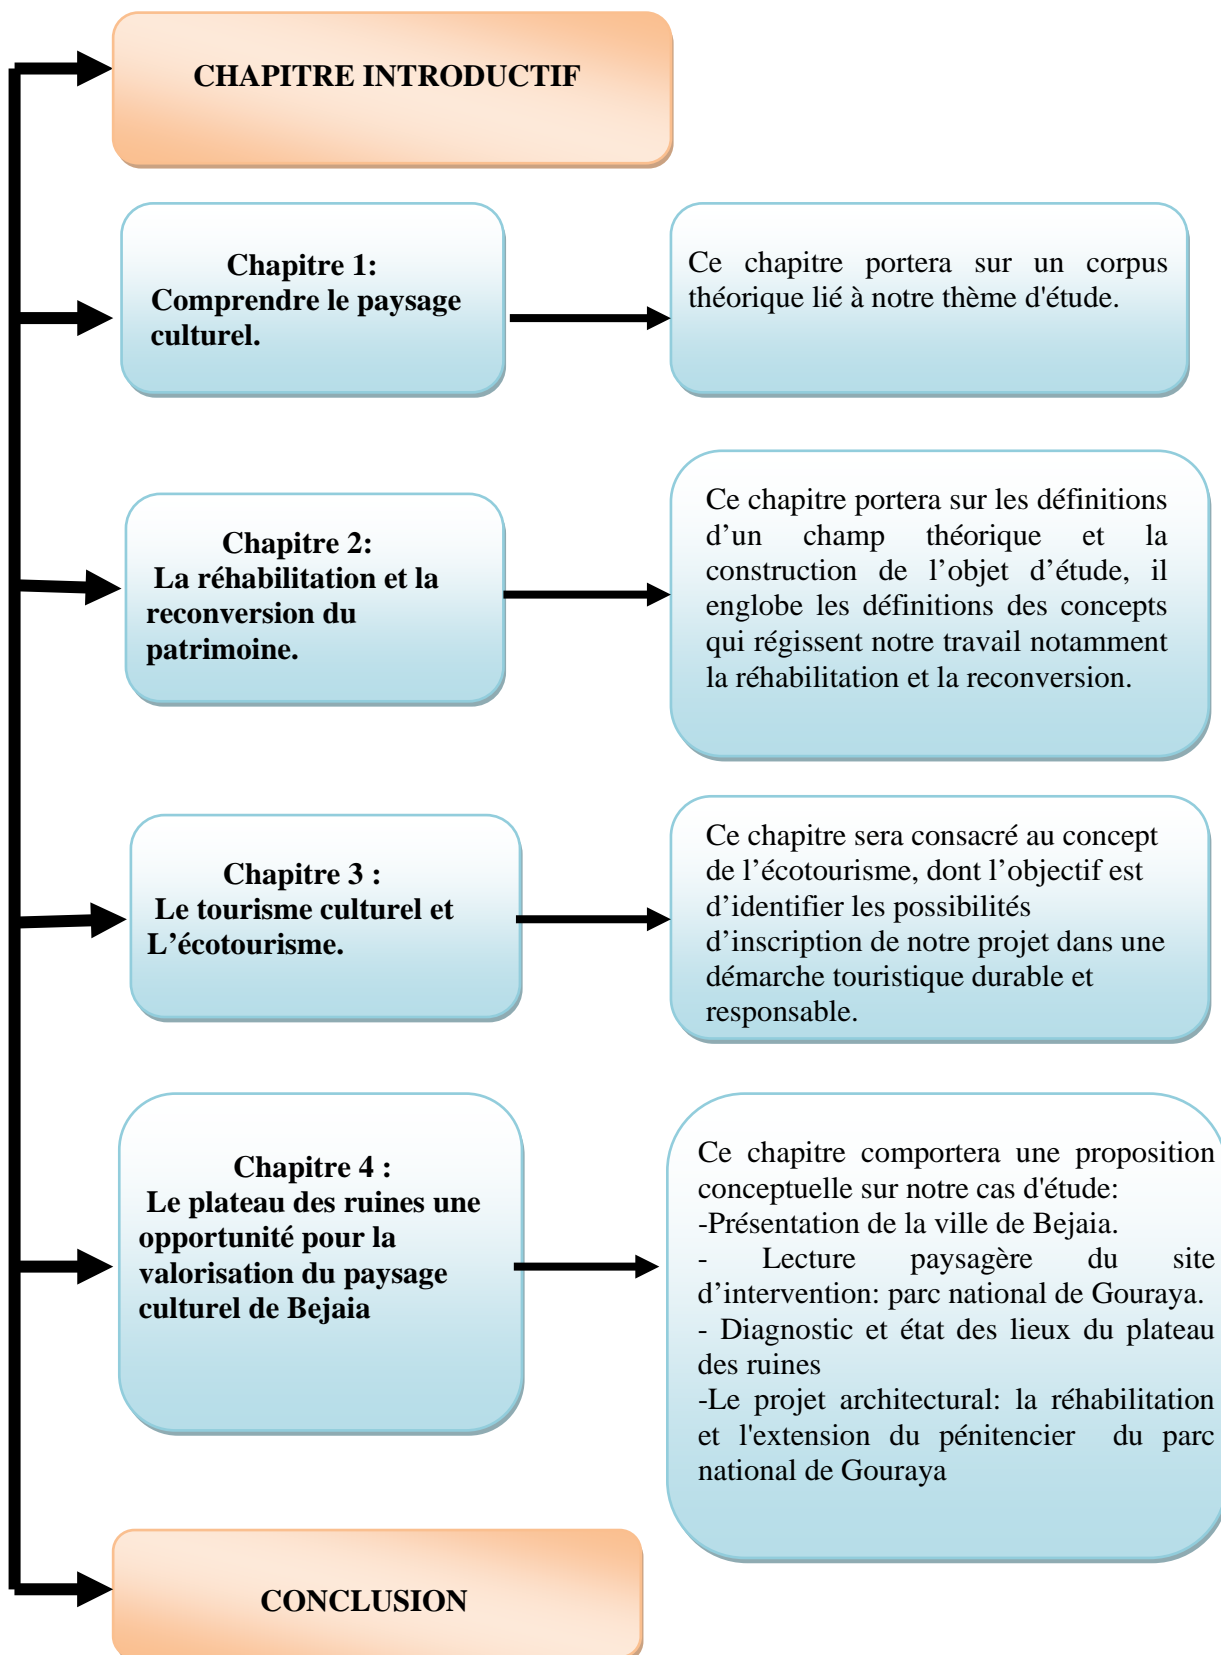 CHAPITRE INTRODUCTIF
Chapitre 1:
Comprendre le paysage
culturel.
Ce chapitre portera sur un corpus
théorique lié à notre thème d'étude.
Chapitre 2:
La réhabilitation et la
reconversion du
patrimoine.
Ce chapitre portera sur les définitions
d’un champ théorique et la
construction de l’objet d’étude, il
englobe les définitions des concepts
qui régissent notre travail notamment
la réhabilitation et la reconversion.
Chapitre 3 :
Le tourisme culturel et
L’écotourisme.
Ce chapitre sera consacré au concept
de l’écotourisme, dont l’objectif est
d’identifier les possibilités
d’inscription de notre projet dans une
démarche touristique durable et
responsable.
Chapitre 4 :
Le plateau des ruines une
opportunité pour la
valorisation du paysage
culturel de Bejaia
Ce chapitre comportera une proposition
conceptuelle sur notre cas d'étude:
-Présentation de la ville de Bejaia.
- Lecture paysagère du site
d’intervention: parc national de Gouraya.
- Diagnostic et état des lieux du plateau
des ruines
-Le projet architectural: la réhabilitation
et l'extension du pénitencier du parc
national de Gouraya
CONCLUSION